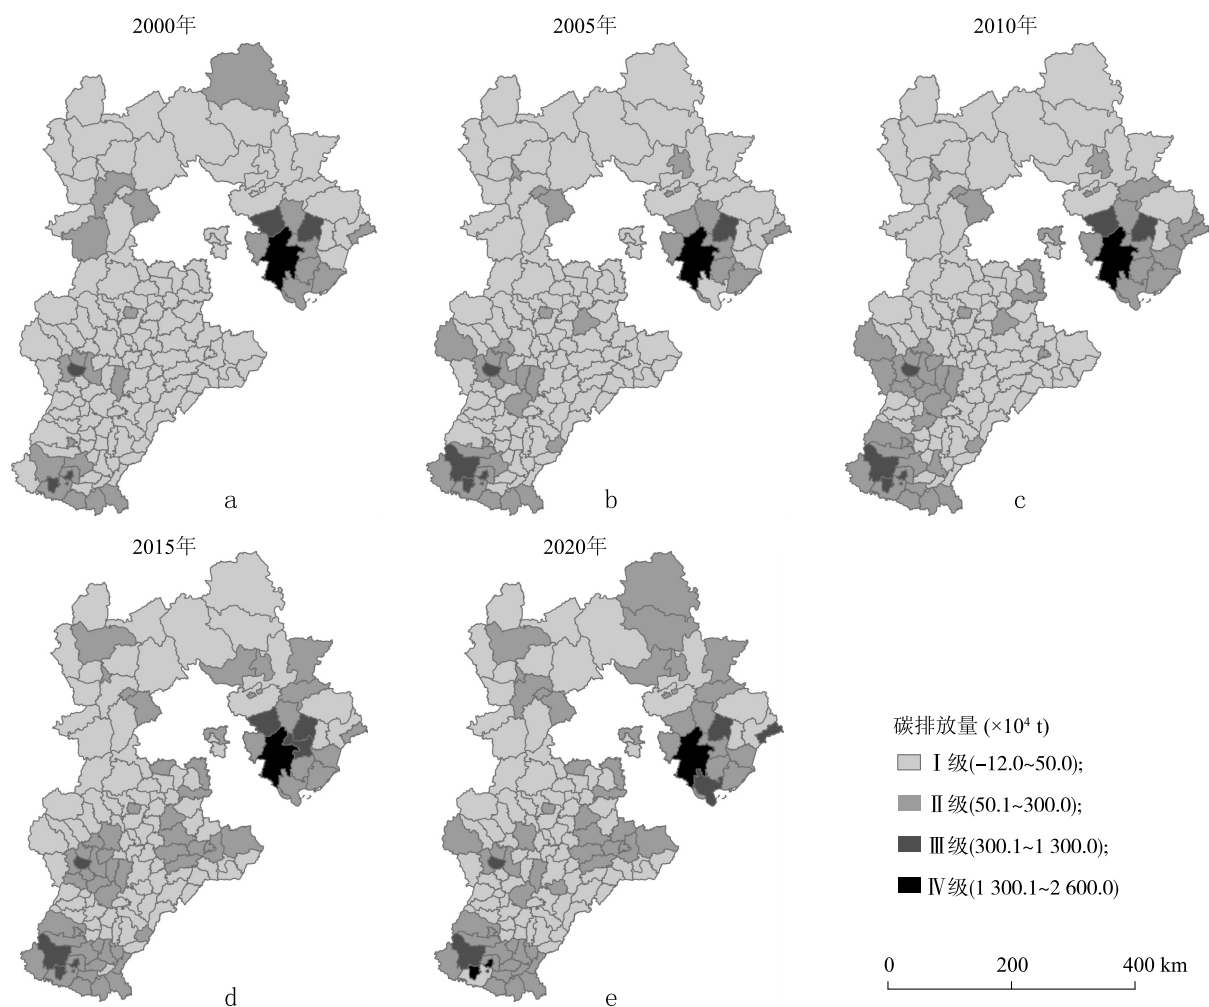 2000年
2005年
2010年
a
b
c
2015年
2020年
碳排放量 (×10⁴ t)
Ⅰ级(−12.0~50.0);
Ⅱ级(50.1~300.0);
Ⅲ级(300.1~1 300.0);
Ⅳ级(1 300.1~2 600.0)
0 200 400 km
d
e